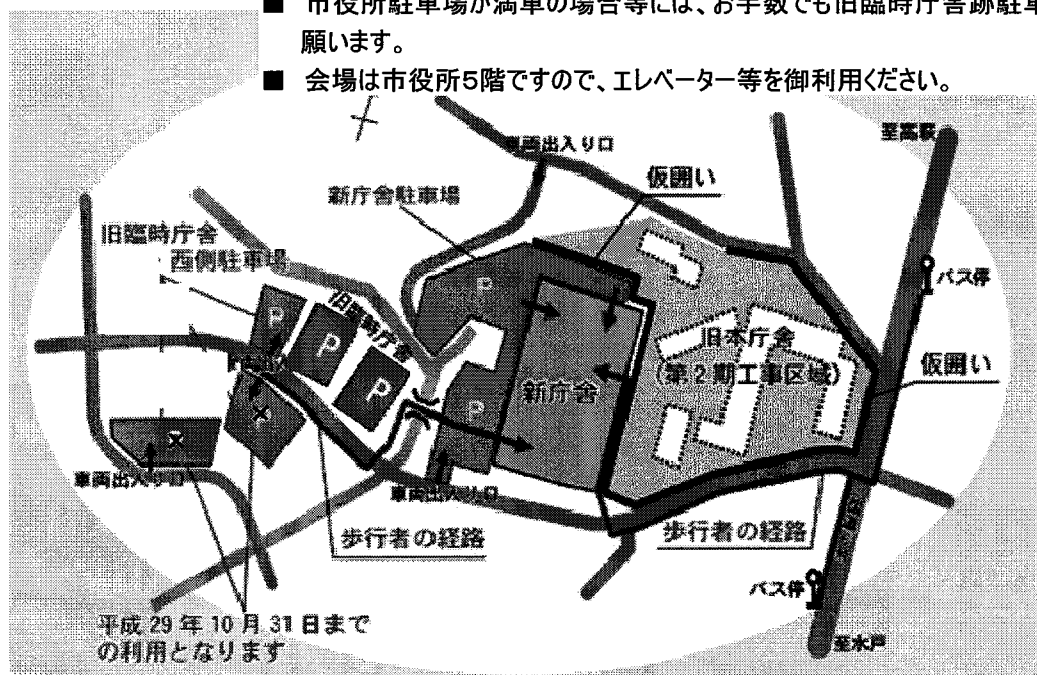 ■ 市役所駐車場が満車の場合等には、お手数でも旧臨時庁舎跡駐車
願います。
■ 会場は市役所5階ですので、エレベーター等を御利用ください。
車両出入り口
至高萩
仮囲い
新庁舎駐車場
旧臨時庁舎
西側駐車場
バス停
P
旧臨時庁舎
P
P
P
旧本庁舎
(第2期工事区域)
仮囲い
新庁舎
P
P
車両出入り口
車両出入り口
歩行者の経路
歩行者の経路
バス停
平成29年10月31日まで
の利用となります
至水戸